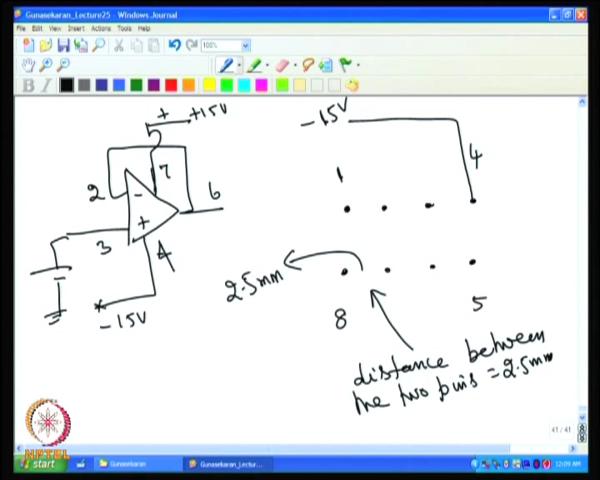 Gunasekaran_Lecture25 - Windows Journal
File Edit View Insert Actions Tools Help
100%
B I
+ +15V
-15V
7
4
2
-
6
1
+
3
4
-15V
2.5mm
8
5
distance between
the two pins = 2.5mm
41 / 41
NPTEL
start
Gunasekaran
Gunasekaran_Lectur...
12:09 AM